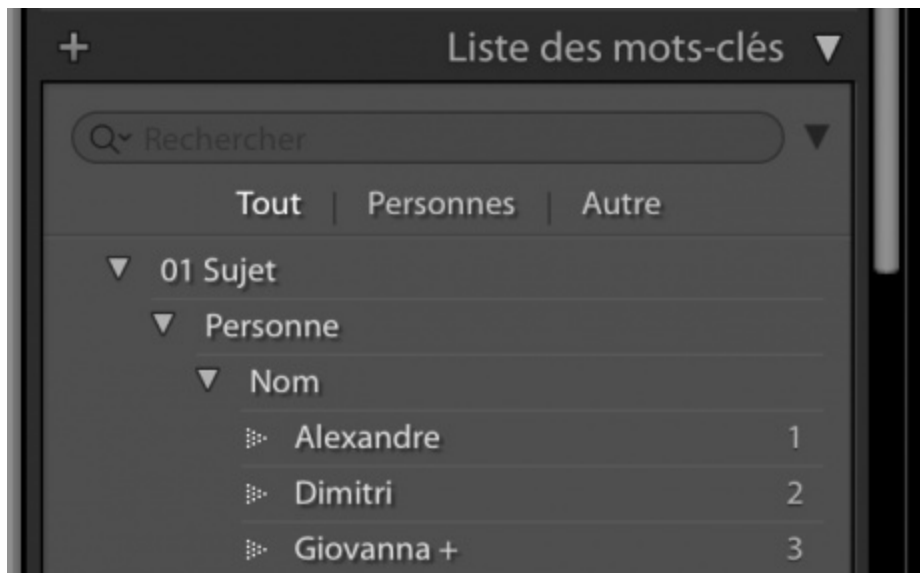 + Liste des mots-clés
Rechercher
Tout | Personnes | Autre
01 Sujet
Personne
Nom
Alexandre 1
Dimitri 2
Giovanna + 3